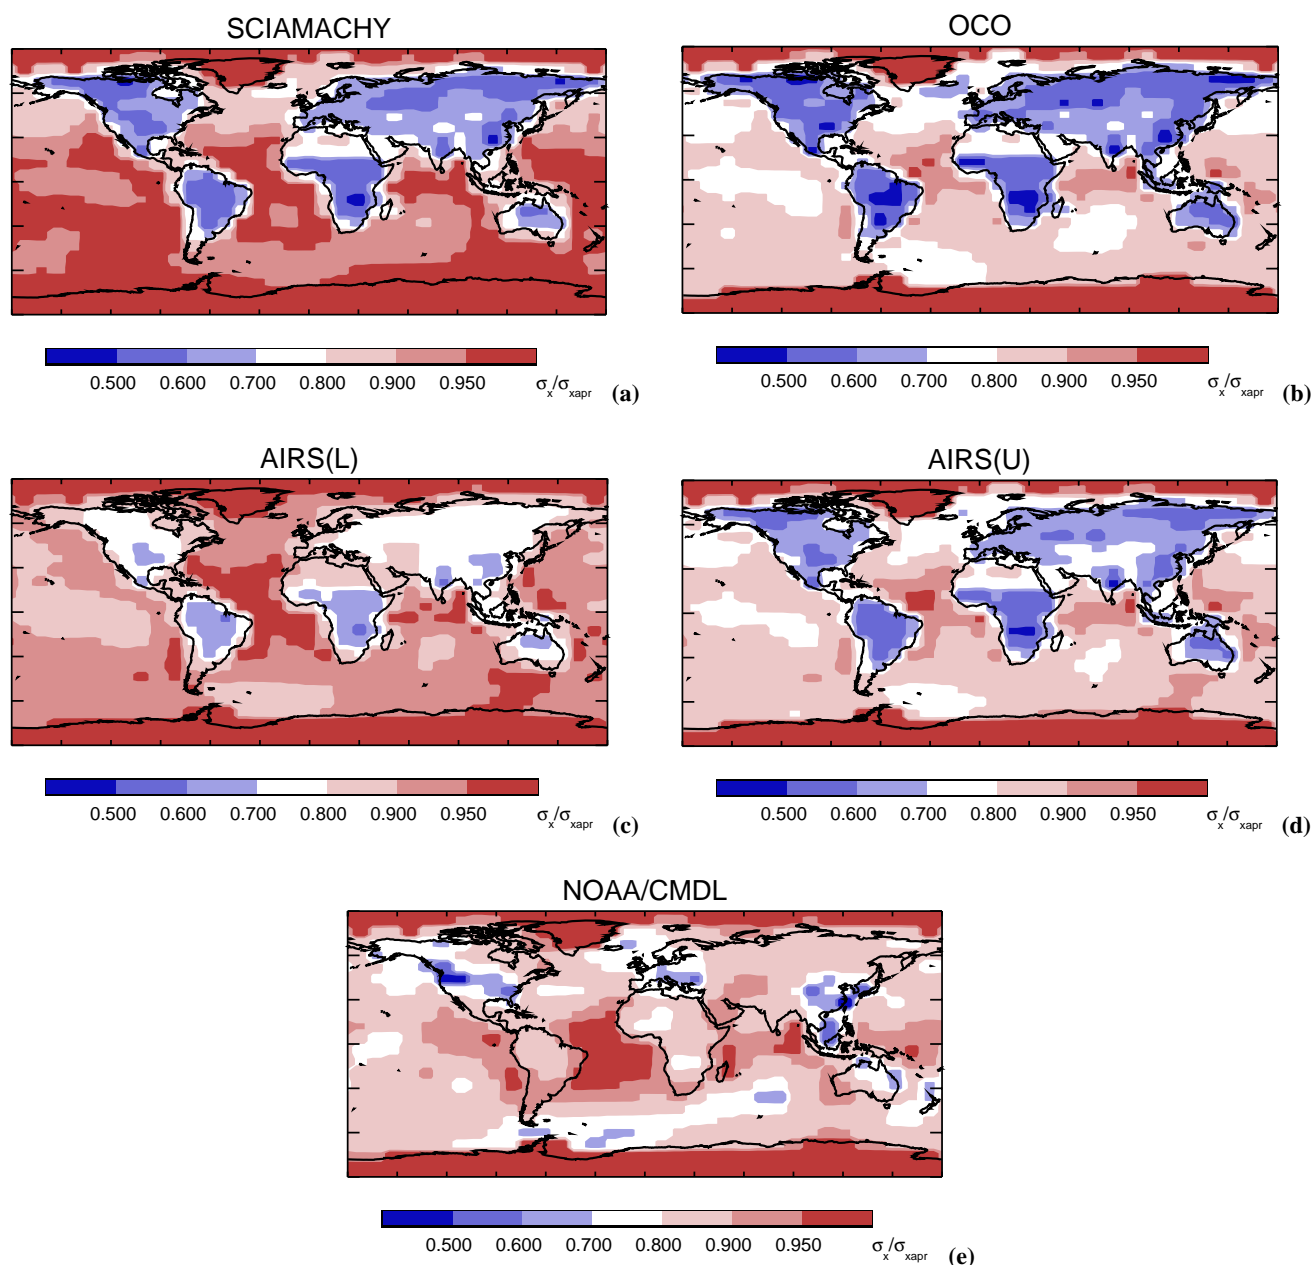 SCIAMACHY
OCO
0.500 0.600 0.700 0.800 0.900 0.950 σx/σxapr (a)
0.500 0.600 0.700 0.800 0.900 0.950 σx/σxapr (b)
AIRS(L)
AIRS(U)
0.500 0.600 0.700 0.800 0.900 0.950 σx/σxapr (c)
0.500 0.600 0.700 0.800 0.900 0.950 σx/σxapr (d)
NOAA/CMDL
0.500 0.600 0.700 0.800 0.900 0.950 σx/σxapr (e)